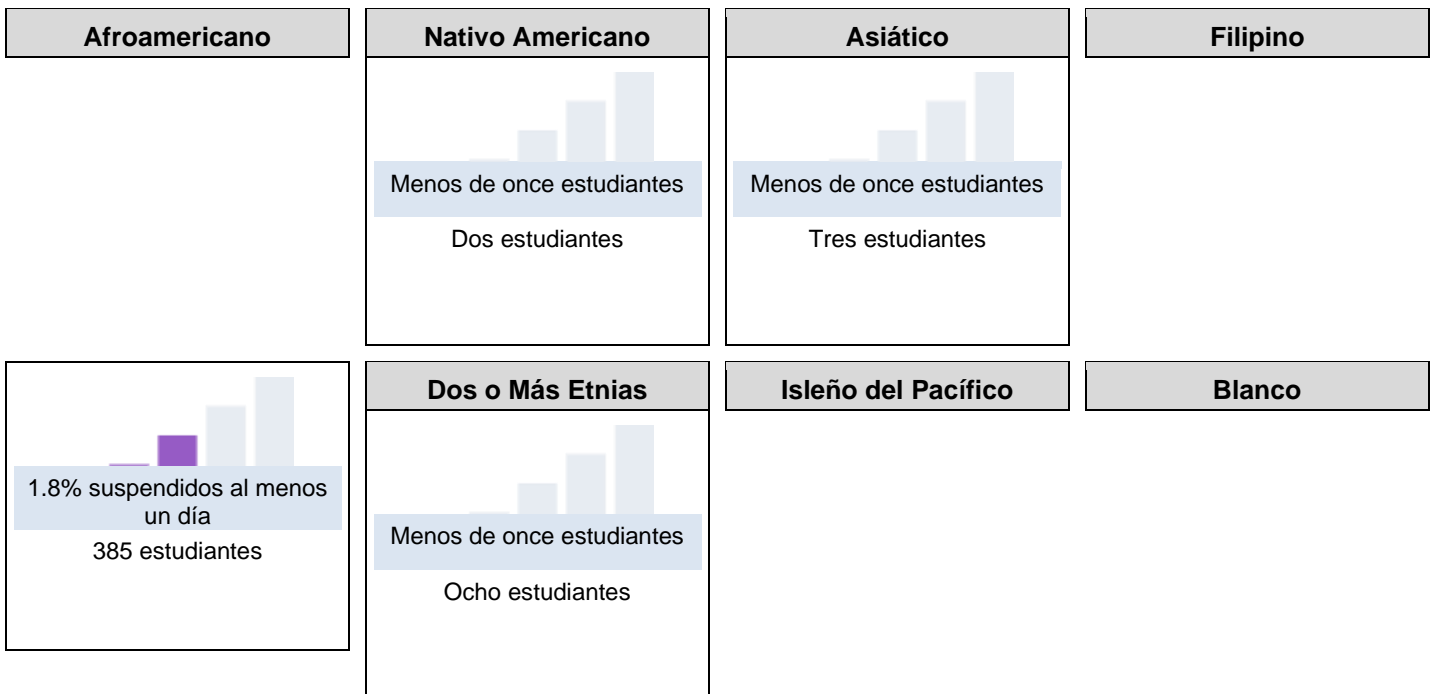 Afroamericano
Nativo Americano
Menos de once estudiantes
Dos estudiantes
Asiático
Menos de once estudiantes
Tres estudiantes
Filipino
1.8% suspendidos al menos
un día
385 estudiantes
Dos o Más Etnias
Menos de once estudiantes
Ocho estudiantes
Isleño del Pacífico
Blanco